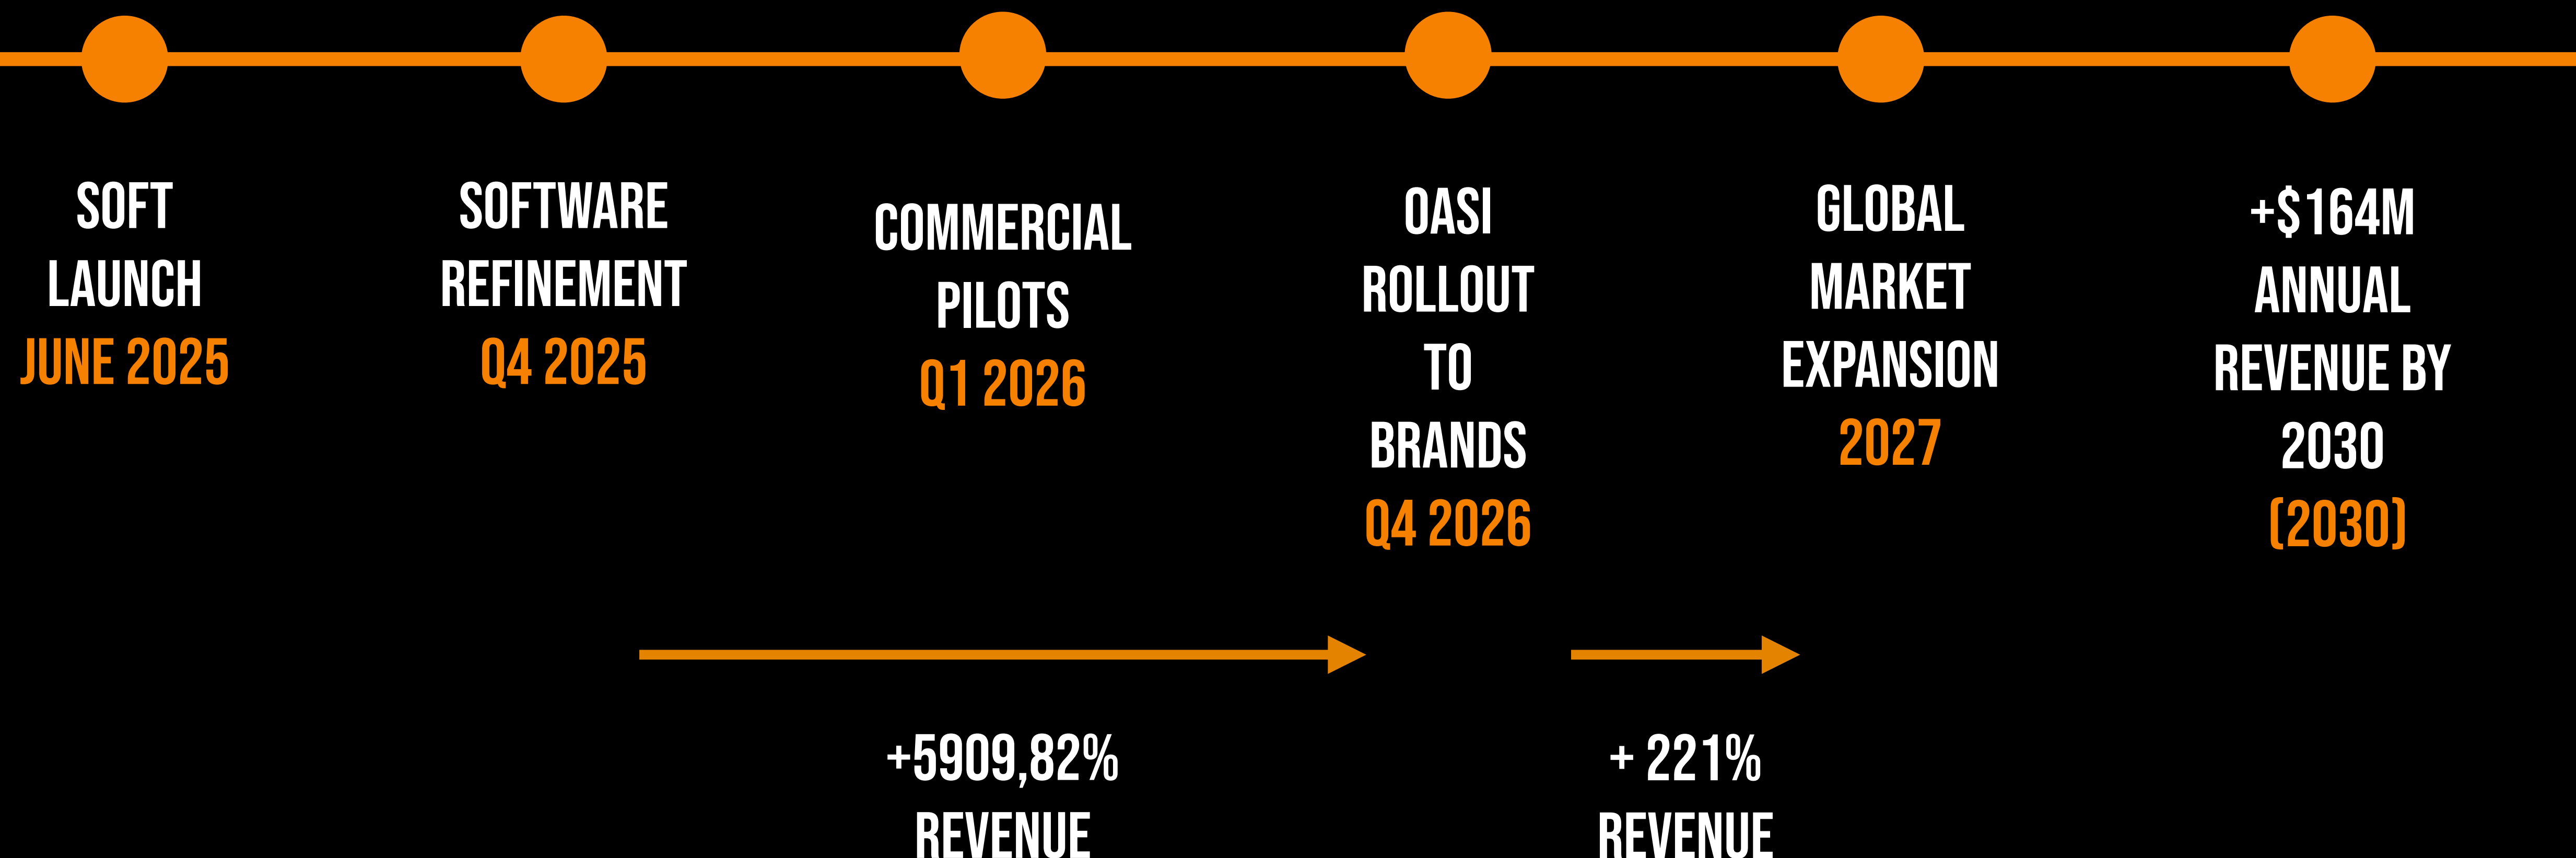 SOFT
LAUNCH
JUNE 2025
SOFTWARE
REFINEMENT
Q4 2025
COMMERCIAL
PILOTS
Q1 2026
OASI
ROLLOUT
TO
BRANDS
Q4 2026
GLOBAL
MARKET
EXPANSION
2027
+$164M
ANNUAL
REVENUE BY
2030
(2030)
+5909,82%
REVENUE
+ 221%
REVENUE